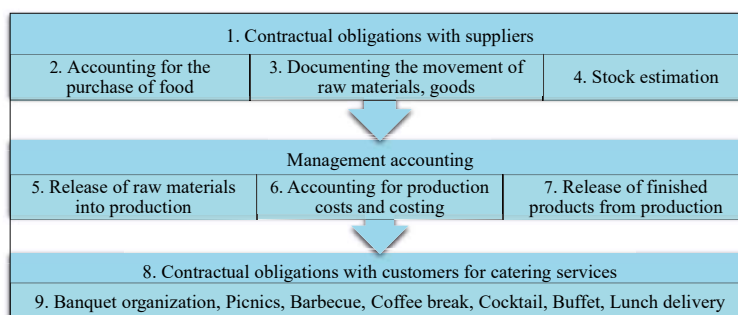 1. Contractual obligations with suppliers
2. Accounting for the
purchase of food
3. Documenting the movement of
raw materials, goods
4. Stock estimation
Management accounting
5. Release of raw materials
into production
6. Accounting for production
costs and costing
7. Release of finished
products from production
8. Contractual obligations with customers for catering services
9. Banquet organization, Picnics, Barbecue, Coffee break, Cocktail, Buffet, Lunch delivery